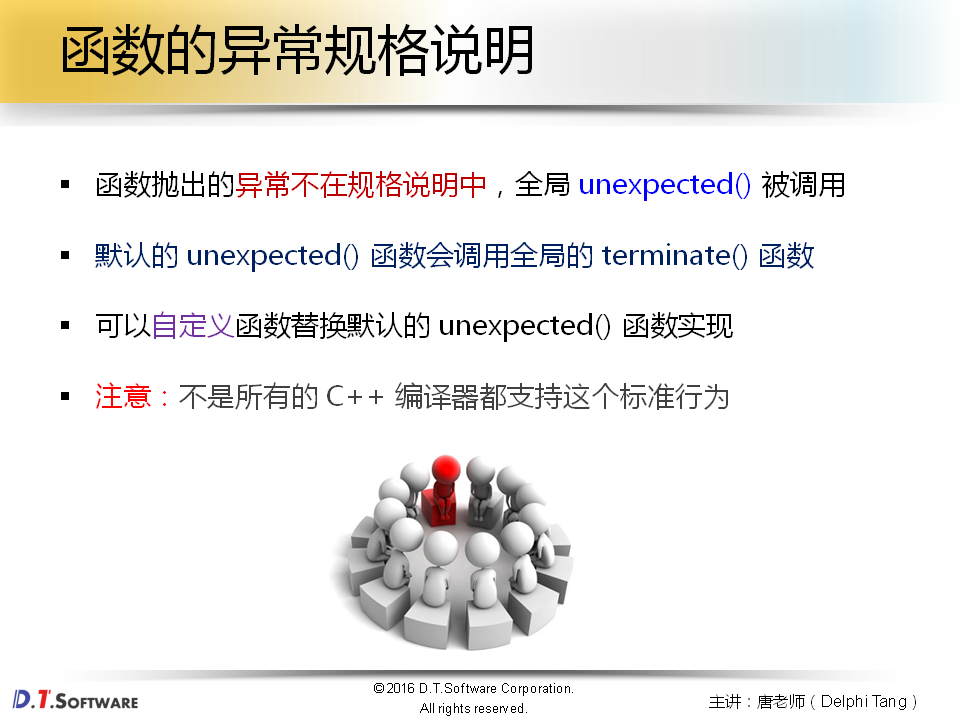 函数的异常规格说明
函数抛出的异常不在规格说明中，全局 unexpected() 被调用
默认的 unexpected() 函数会调用全局的 terminate() 函数
可以自定义函数替换默认的 unexpected() 函数实现
注意：不是所有的 C++ 编译器都支持这个标准行为
D.T.SOFTWARE
©2016 D.T.Software Corporation.
All rights reserved.
主讲：唐老师（Delphi Tang）